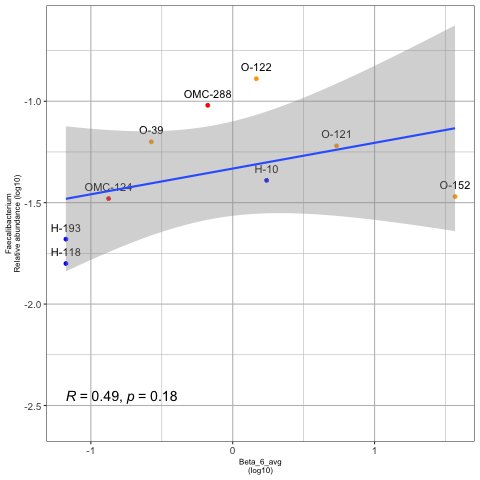 O-122
-1.0
OMC-288
O-39
O-121
H-10
OMC-124
O-152
-1.5
H-193
H-118
-2.0
R = 0.49, p = 0.18
-2.5
Faecalibacterium
Relative abundance (log10)
-1
0
1
Beta_6_avg
(log10)